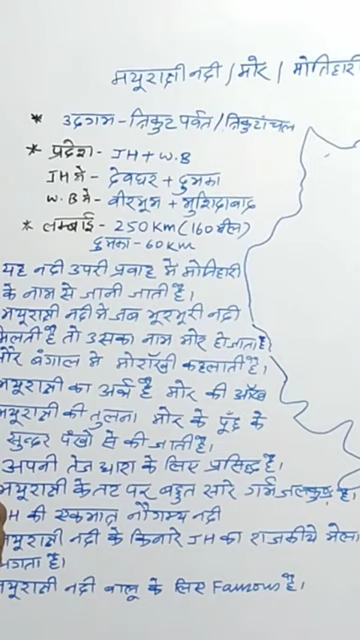 मयूराक्षी नदी / मोर / मोतिहारी
* उद्गगम - त्रिकुट पर्वत / त्रिकुटांचल
* प्रदेश - JH + W.B
JH में - देवघर + दुमका
W.B में - वीरभूम + मुर्शिदाबाद
* लम्बाई - 250 Km (160 मील)
दुमका - 60 Km
यह नदी उपरी प्रवाह में मोतिहारी
के नाम से जानी जाती है।
मयूराक्षी नदी में जब भूरभूरी नदी
मिलती है तो उसका नाम मोर हो जाता है।
और बंगाल में मोराँखी कहलाती है।
मयूराक्षी का अर्थ है मोर की आँख
मयूराक्षी की तुलना मोर के पूँछ के
सुन्दर पंखों से की जाती है।
अपनी तेज धारा के लिए प्रसिद्ध है।
मयूराक्षी के तट पर बहुत सारे गर्म जलकुण्ड है।
JH की एकमात्र नौगम्य नदी
मयूराक्षी नदी के किनारे JH का राजकीये मेला
लगता है।
मयूराक्षी नदी बालू के लिए Famous है।